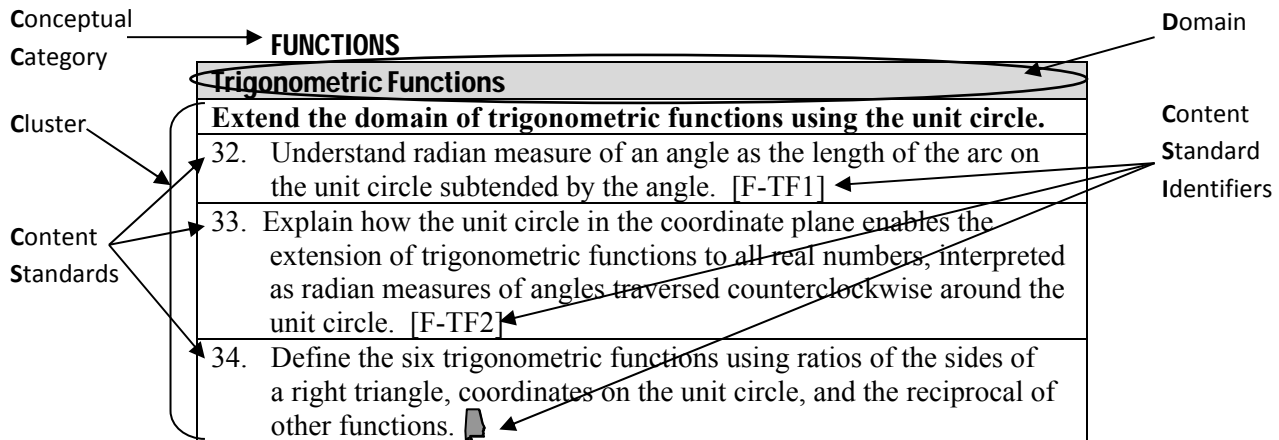 Conceptual
Category
FUNCTIONS
Domain
Trigonometric Functions
Cluster
Extend the domain of trigonometric functions using the unit circle.
Content
Standard
Identifiers
32. Understand radian measure of an angle as the length of the arc on
the unit circle subtended by the angle. [F-TF1]
Content
Standards
33. Explain how the unit circle in the coordinate plane enables the
extension of trigonometric functions to all real numbers, interpreted
as radian measures of angles traversed counterclockwise around the
unit circle. [F-TF2]
34. Define the six trigonometric functions using ratios of the sides of
a right triangle, coordinates on the unit circle, and the reciprocal of
other functions.